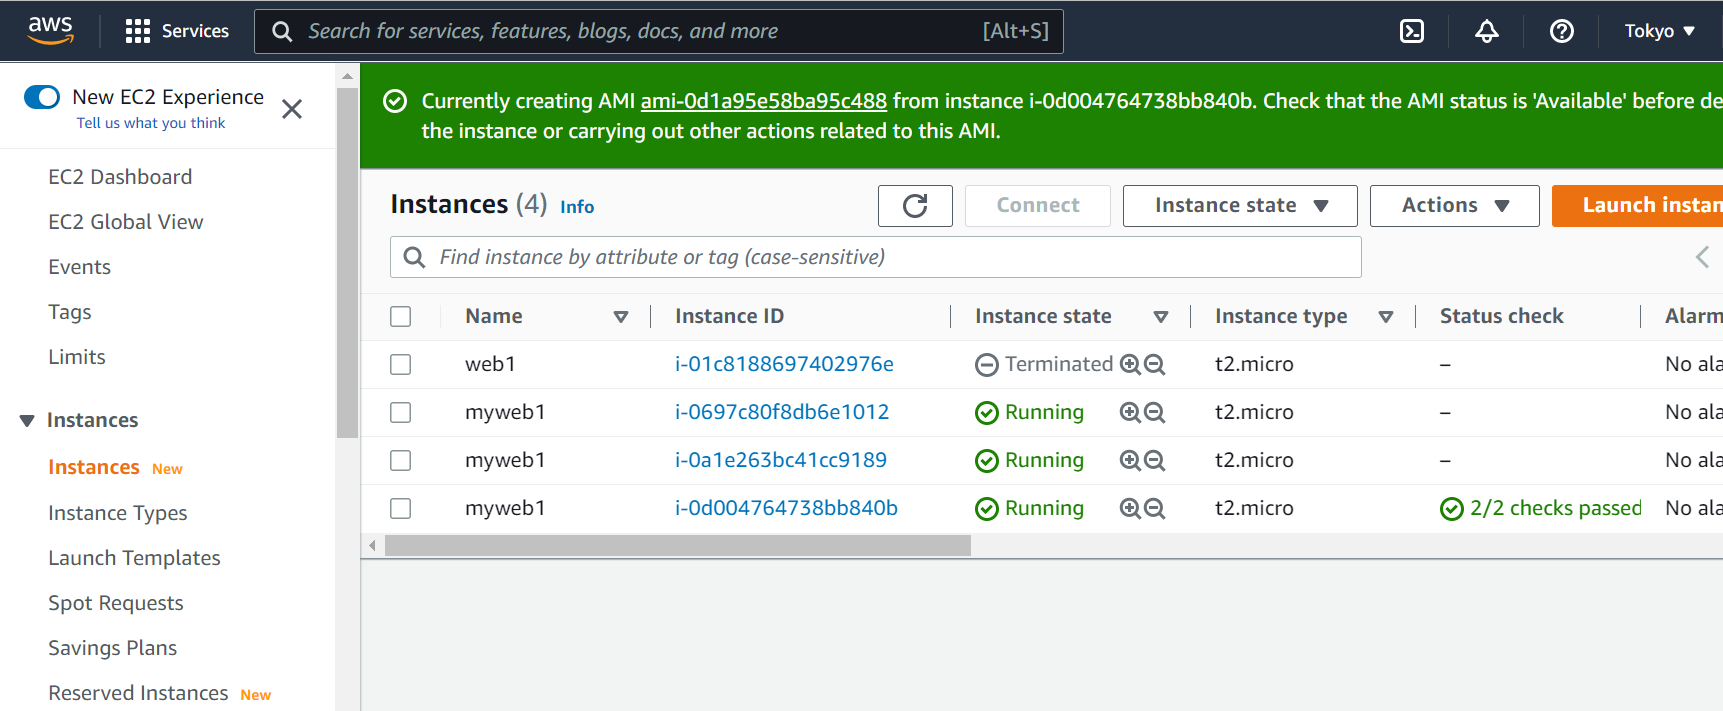 aws
Services
Search for services, features, blogs, docs, and more
[Alt+S]
Tokyo
New EC2 Experience
Tell us what you think
EC2 Dashboard
EC2 Global View
Events
Tags
Limits
Instances
Instances New
Instance Types
Launch Templates
Spot Requests
Savings Plans
Reserved Instances New
Currently creating AMI ami-0d1a95e58ba95c488 from instance i-0d004764738bb840b. Check that the AMI status is 'Available' before de
the instance or carrying out other actions related to this AMI.
Instances (4) Info
Connect
Instance state
Actions
Launch instan
Find instance by attribute or tag (case-sensitive)
Name Instance ID Instance state Instance type Status check Alarm
web1 i-01c8188697402976e Terminated t2.micro – No ala
myweb1 i-0697c80f8db6e1012 Running t2.micro – No ala
myweb1 i-0a1e263bc41cc9189 Running t2.micro – No ala
myweb1 i-0d004764738bb840b Running t2.micro 2/2 checks passed No ala